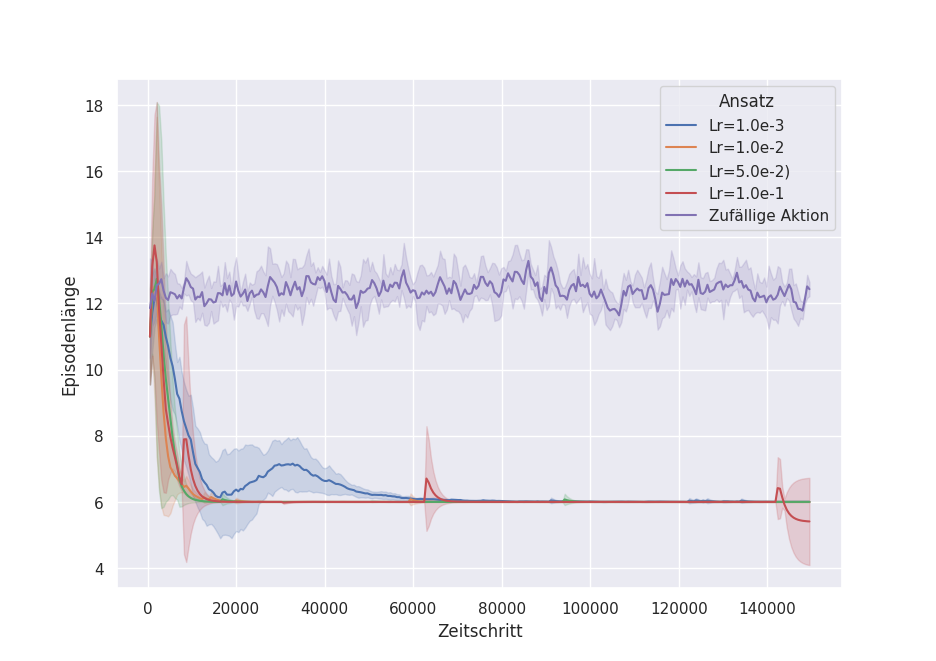 Ansatz
Lr=1.0e-3
Lr=1.0e-2
Lr=5.0e-2)
Lr=1.0e-1
Zufällige Aktion
18
16
14
12
10
8
6
4
Episodenlänge
0 20000 40000 60000 80000 100000 120000 140000
Zeitschritt